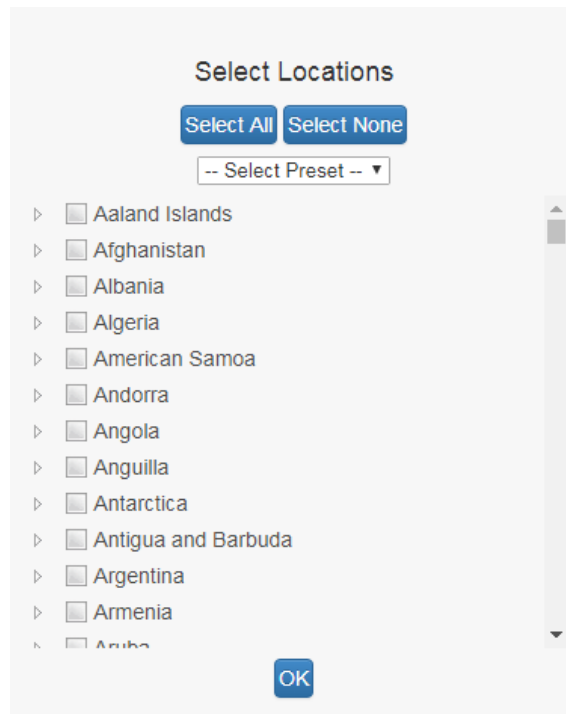 Select Locations
Select All Select None
-- Select Preset --
Aaland Islands
Afghanistan
Albania
Algeria
American Samoa
Andorra
Angola
Anguilla
Antarctica
Antigua and Barbuda
Argentina
Armenia
Aruba
OK